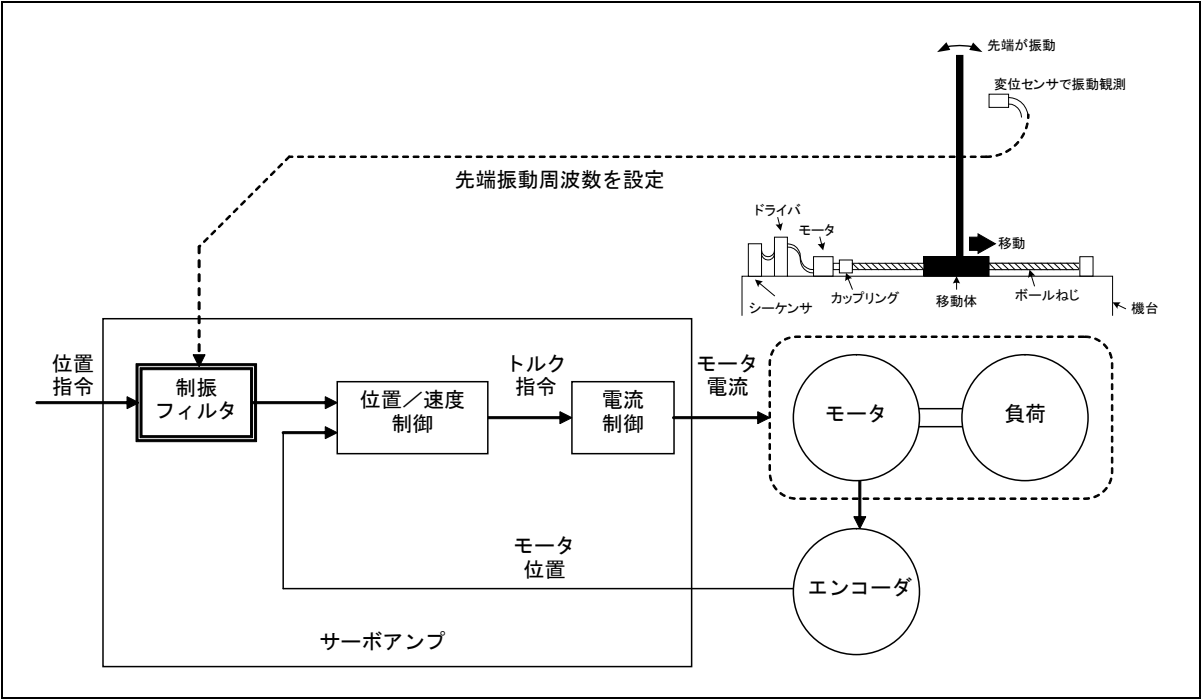 先端が振動
変位センサで振動観測
先端振動周波数を設定
ドライバ
モータ
移動
シーケンサ
カップリング
移動体
ボールねじ
機台
位置
指令
制振
フィルタ
位置／速度
制御
トルク
指令
電流
制御
モータ
電流
モータ
負荷
モータ
位置
エンコーダ
サーボアンプ